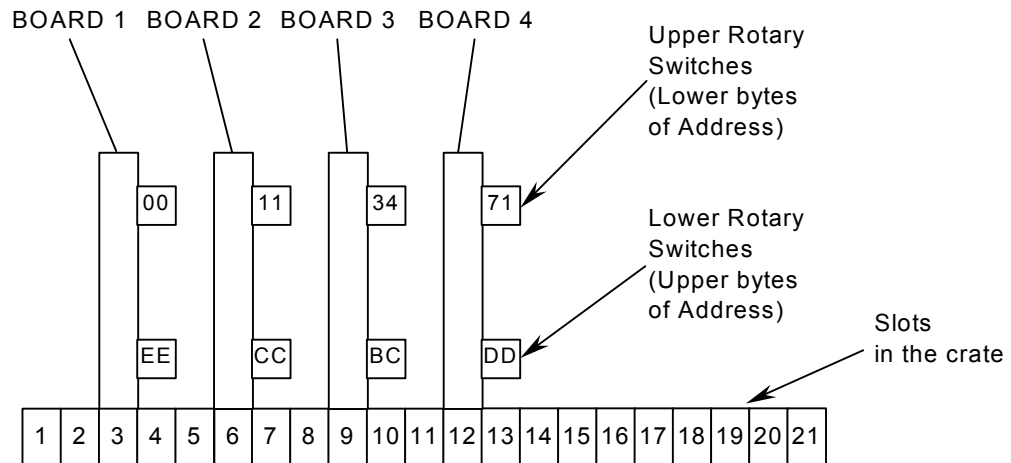 BOARD 1 BOARD 2 BOARD 3 BOARD 4
Upper Rotary
Switches
(Lower bytes
of Address)
00 11 34 71
Lower Rotary
Switches
(Upper bytes
of Address)
EE CC BC DD
Slots
in the crate
1 2 3 4 5 6 7 8 9 10 11 12 13 14 15 16 17 18 19 20 21